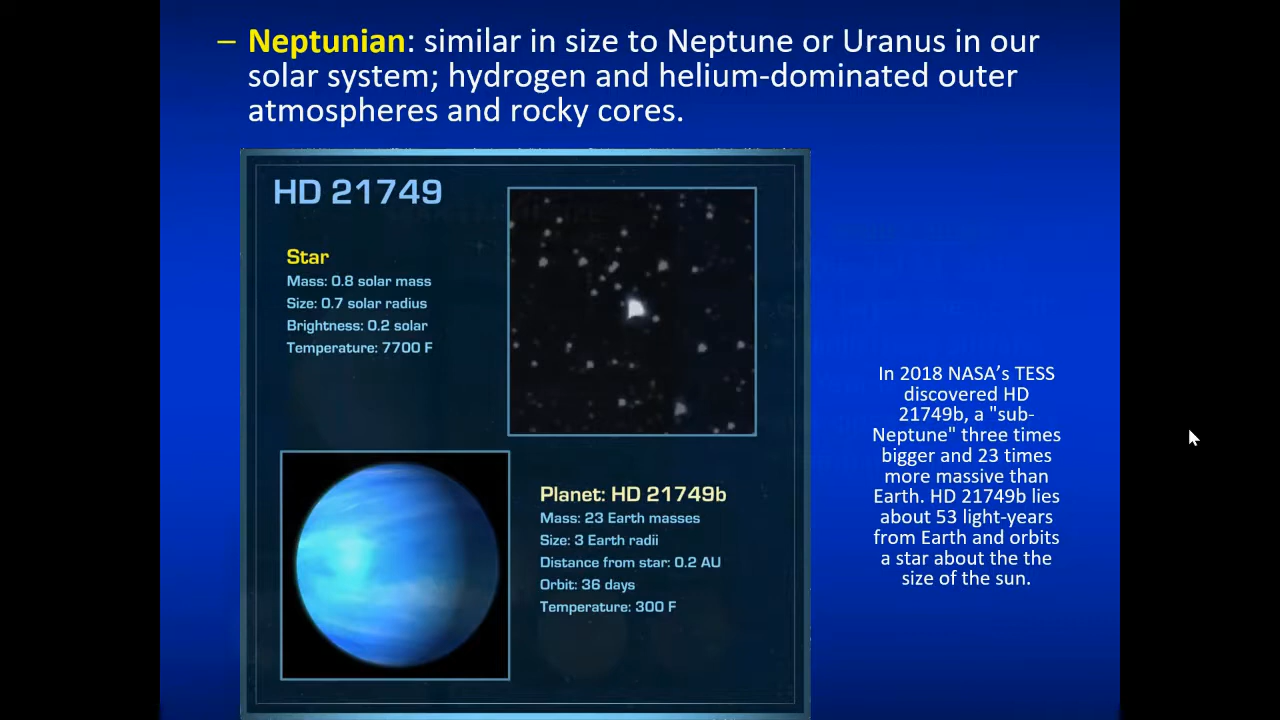 – Neptunian: similar in size to Neptune or Uranus in our
solar system; hydrogen and helium-dominated outer
atmospheres and rocky cores.
HD 21749
Star
Mass: 0.8 solar mass
Size: 0.7 solar radius
Brightness: 0.2 solar
Temperature: 7700 F
Planet: HD 21749b
Mass: 23 Earth masses
Size: 3 Earth radii
Distance from star: 0.2 AU
Orbit: 36 days
Temperature: 300 F
In 2018 NASA’s TESS
discovered HD
21749b, a "sub-
Neptune" three times
bigger and 23 times
more massive than
Earth. HD 21749b lies
about 53 light-years
from Earth and orbits
a star about the the
size of the sun.